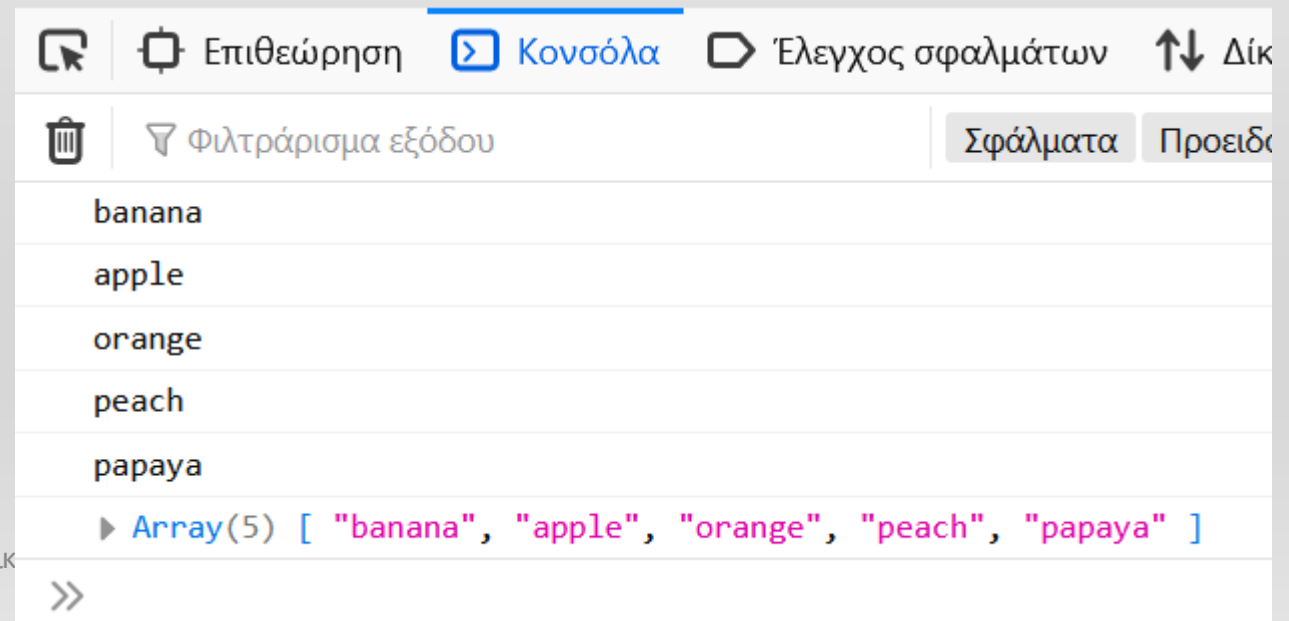 Επιθεώρηση Κονσόλα Έλεγχος σφαλμάτων
Φιλτράρισμα εξόδου Σφάλματα
banana
apple
orange
peach
papaya
Array(5) [ "banana", "apple", "orange", "peach", "papaya" ]